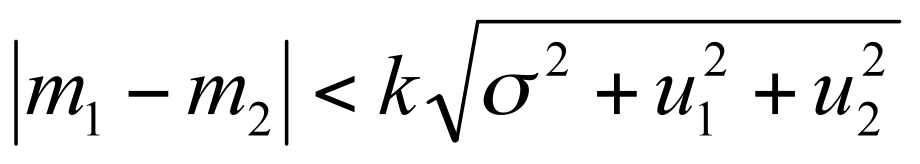 |m₁ − m₂| < k√(σ² + u₁² + u₂²)